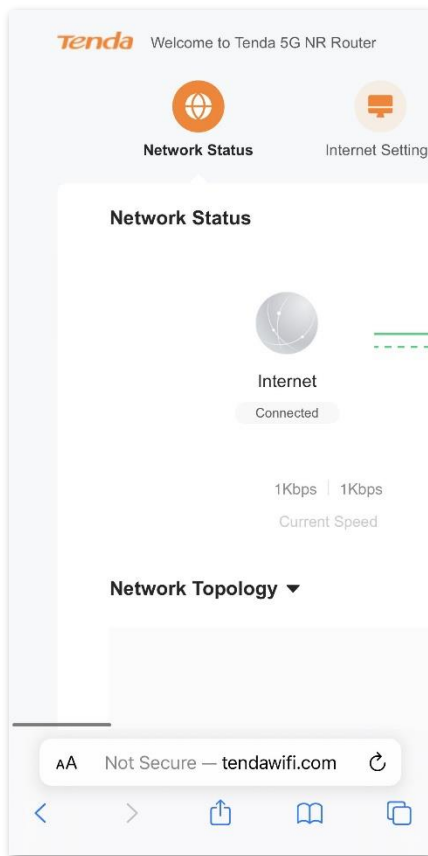 Tenda Welcome to Tenda 5G NR Router
Network Status Internet Setting
Network Status
Internet
Connected
1Kbps 1Kbps
Current Speed
Network Topology
AA Not Secure — tendawifi.com